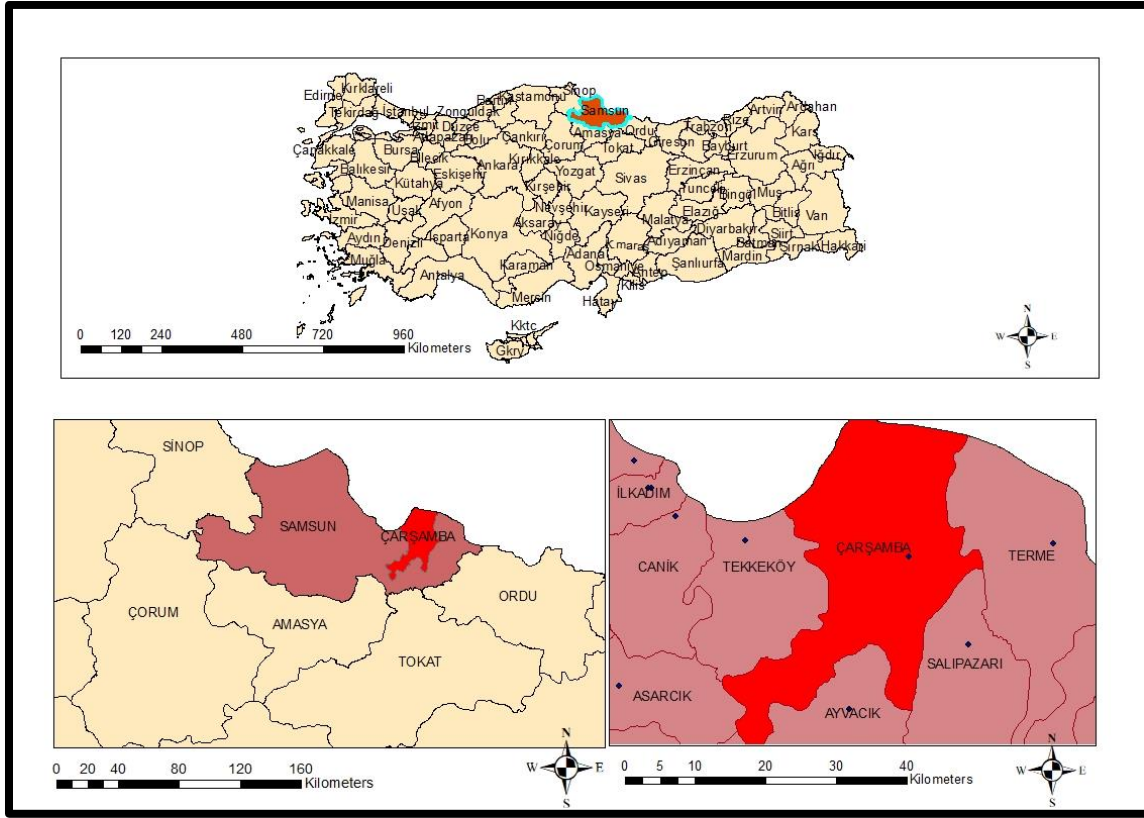 Sinop
Kırklareli
Edirne
Kastamonu
Bartın
Samsun
Tekirdağ
İstanbul
Zonguldak
Artvin
Ardahan
Rize
İzmit
Düzce
Adapazarı
Bolu
Çankırı
Çorum
Amasya
Ordu
Giresun
Trabzon
Kars
Çanakkale
Bursa
Bilecik
Ankara
Kırıkkale
Tokat
Bayburt
Erzurum
Iğdır
Ağrı
Balıkesir
Eskişehir
Yozgat
Sivas
Erzinçan
Kütahya
Kırşehir
Tunceli
Bingöl
Muş
Manisa
Uşak
Afyon
Nevşehir
Kayseri
Malatya
Elazığ
Bitlis
Van
İzmir
Aksaray
Diyarbakır
Siirt
Aydın
Denizli
Isparta
Konya
Niğde
K.maraş
Adıyaman
Batman
Şırnak
Hakkari
Muğla
Adana
Osmaniye
Antep
Şanlıurfa
Mardin
Antalya
Karaman
Kilis
Mersin
Hatay
Kktc
Gkry
0 120 240 480 720 960
Kilometers
N
W E
S
SİNOP
SAMSUN
ÇARŞAMBA
ÇORUM
AMASYA
ORDU
TOKAT
0 20 40 80 120 160
Kilometers
N
W E
S
İLKADIM
CANİK
TEKKEKÖY
ÇARŞAMBA
TERME
SALIPAZARI
ASARCIK
AYVACIK
0 5 10 20 30 40
Kilometers
N
W E
S